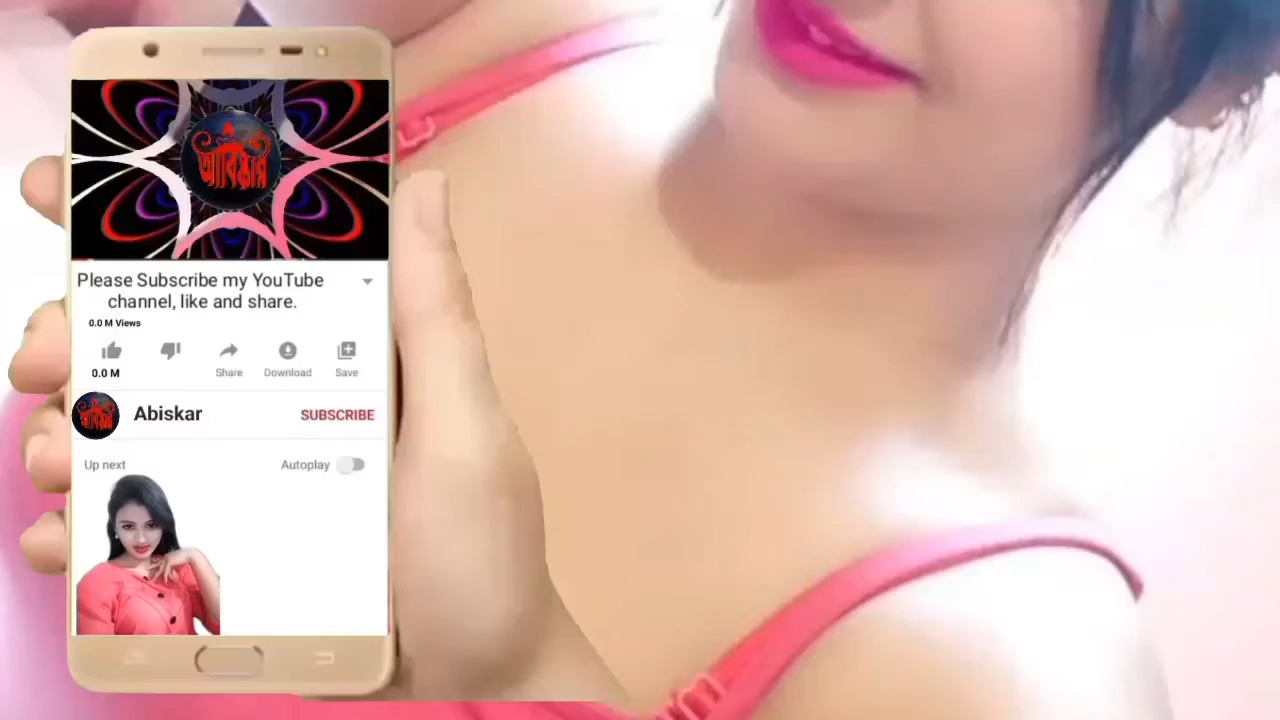 আবিস্কার
Please Subscribe my YouTube
channel, like and share.
0.0 M Views
0.0 M
Share
Download
Save
আবিস্কার
Abiskar
SUBSCRIBE
Up next
Autoplay